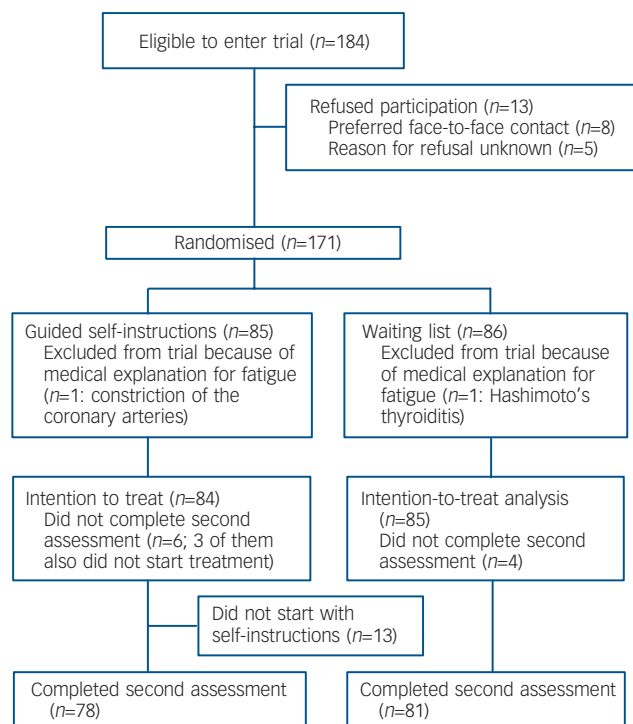 Eligible to enter trial (n=184)
Refused participation (n=13)
Preferred face-to-face contact (n=8)
Reason for refusal unknown (n=5)
Randomised (n=171)
Guided self-instructions (n=85)
Excluded from trial because of
medical explanation for fatigue
(n=1: constriction of the
coronary arteries)
Waiting list (n=86)
Excluded from trial because
of medical explanation for
fatigue (n=1: Hashimoto's
thyroiditis)
Intention to treat (n=84)
Did not complete second
assessment (n=6; 3 of them
also did not start treatment)
Intention-to-treat analysis
(n=85)
Did not complete second
assessment (n=4)
Did not start with
self-instructions (n=13)
Completed second assessment
(n=78)
Completed second assessment
(n=81)